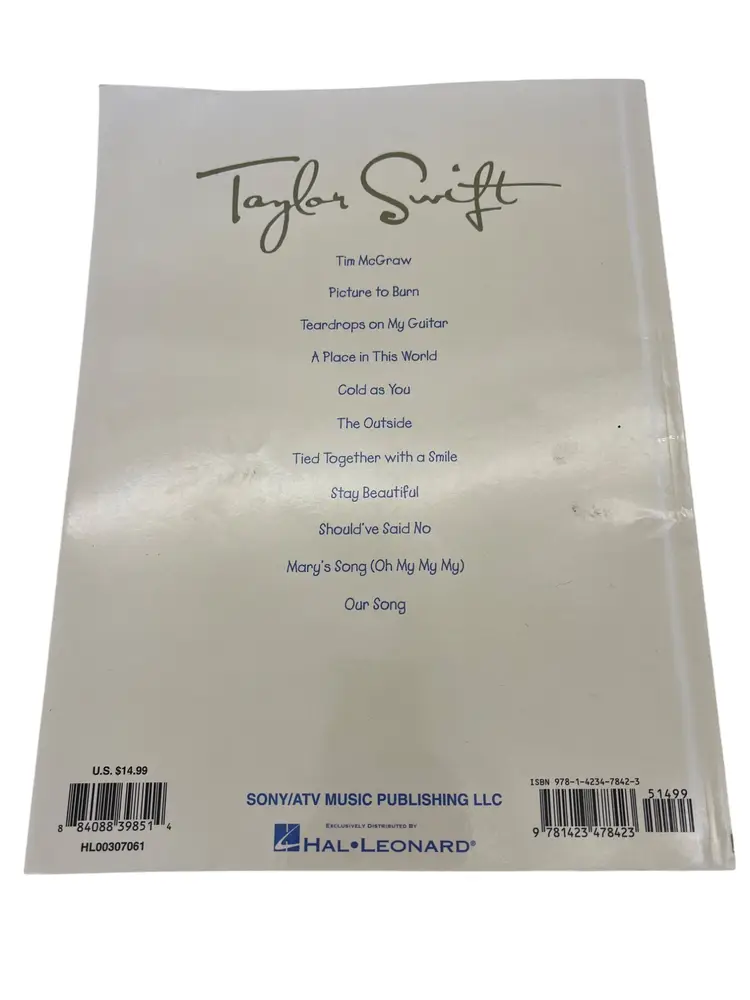 Taylor Swift
Tim McGraw
Picture to Burn
Teardrops on My Guitar
A Place in This World
Cold as You
The Outside
Tied Together with a Smile
Stay Beautiful
Should've Said No
Mary's Song (Oh My My My)
Our Song
U.S. $14.99
8 84088 39851 4
HL00307061
SONY/ATV MUSIC PUBLISHING LLC
EXCLUSIVELY DISTRIBUTED BY
HAL•LEONARD®
ISBN 978-1-4234-7842-3
51499
9 781423 478423